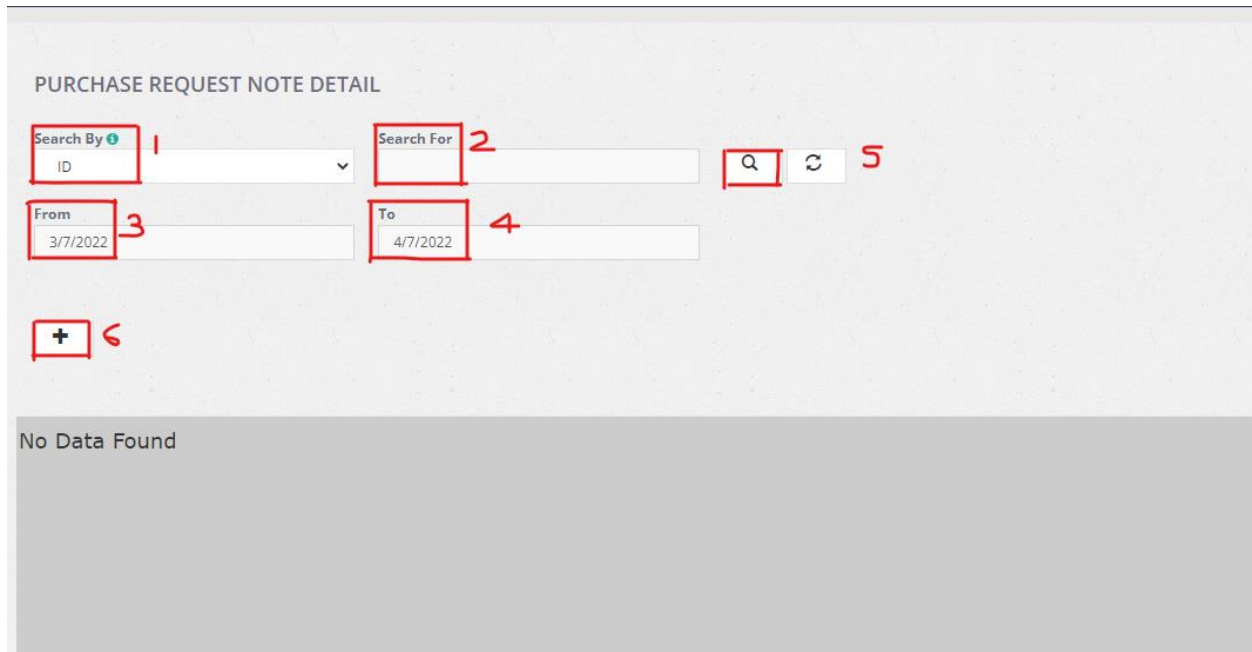 PURCHASE REQUEST NOTE DETAIL
Search By 1 Search For 2
ID 5
From 3 To 4
3/7/2022 4/7/2022
+ 6
No Data Found